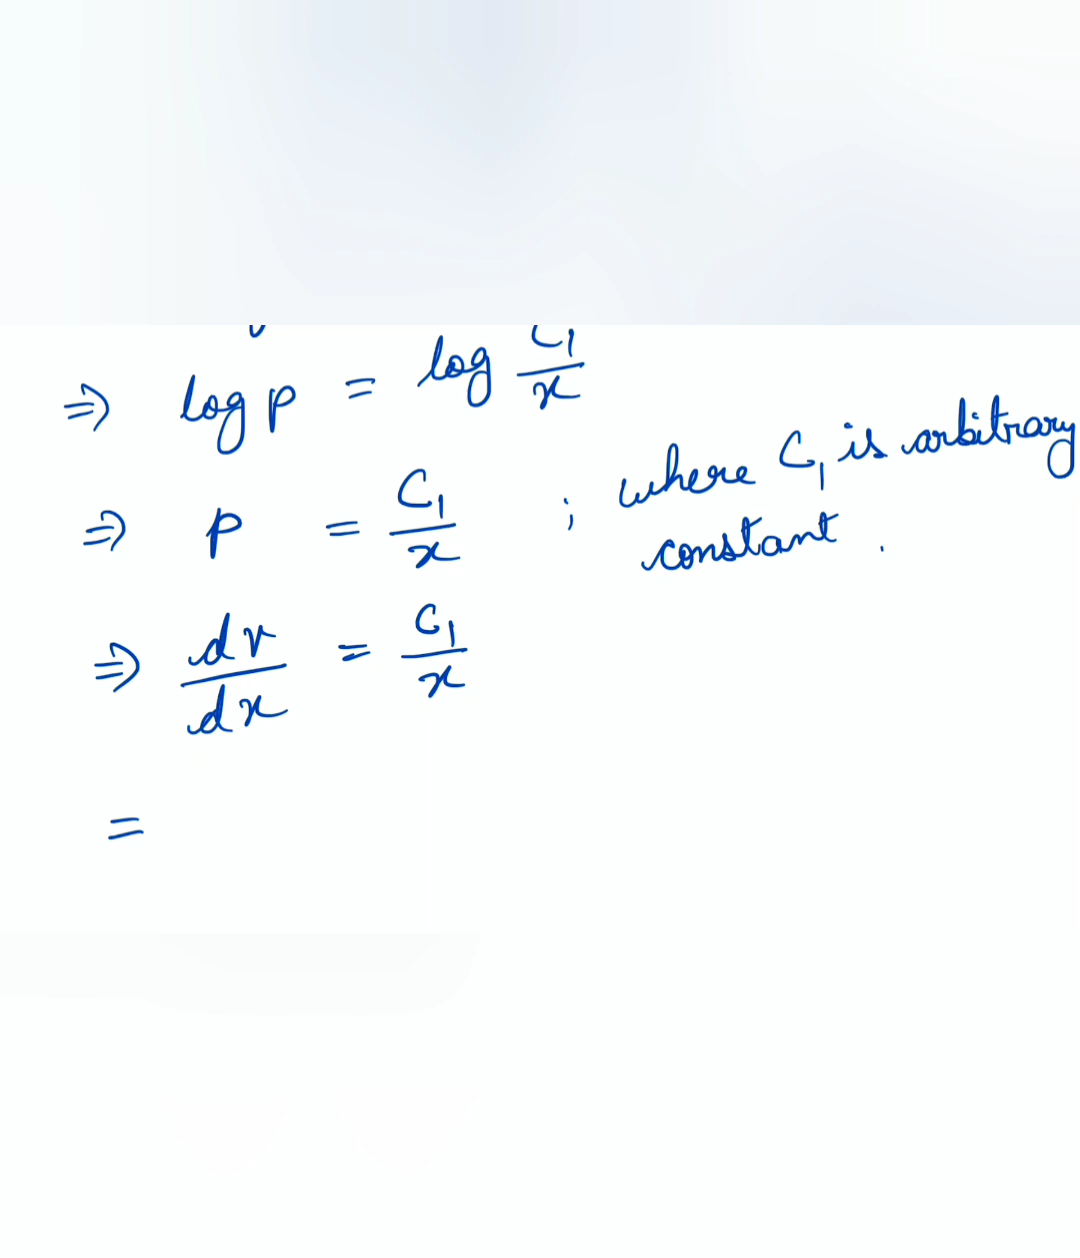 ⇒ log p = log C₁/x
⇒ p = C₁/x ; where C₁ is arbitrary
constant.
⇒ dv/dx = C₁/x
=